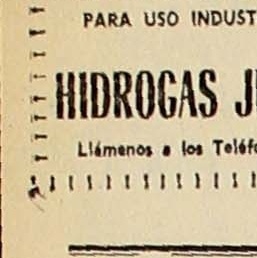 PARA USO INDUST
HIDROGAS J
Llámenos a los Teléf